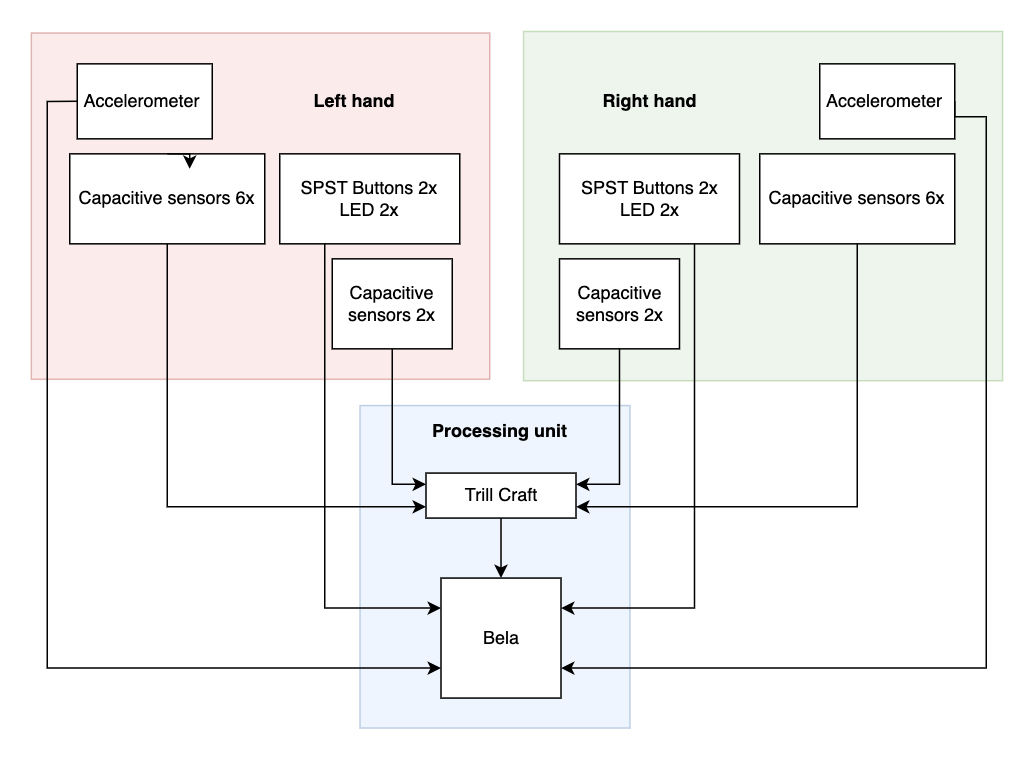 Accelerometer
Left hand
Capacitive sensors 6x
SPST Buttons 2x
LED 2x
Capacitive
sensors 2x
Right hand
Accelerometer
SPST Buttons 2x
LED 2x
Capacitive sensors 6x
Capacitive
sensors 2x
Processing unit
Trill Craft
Bela